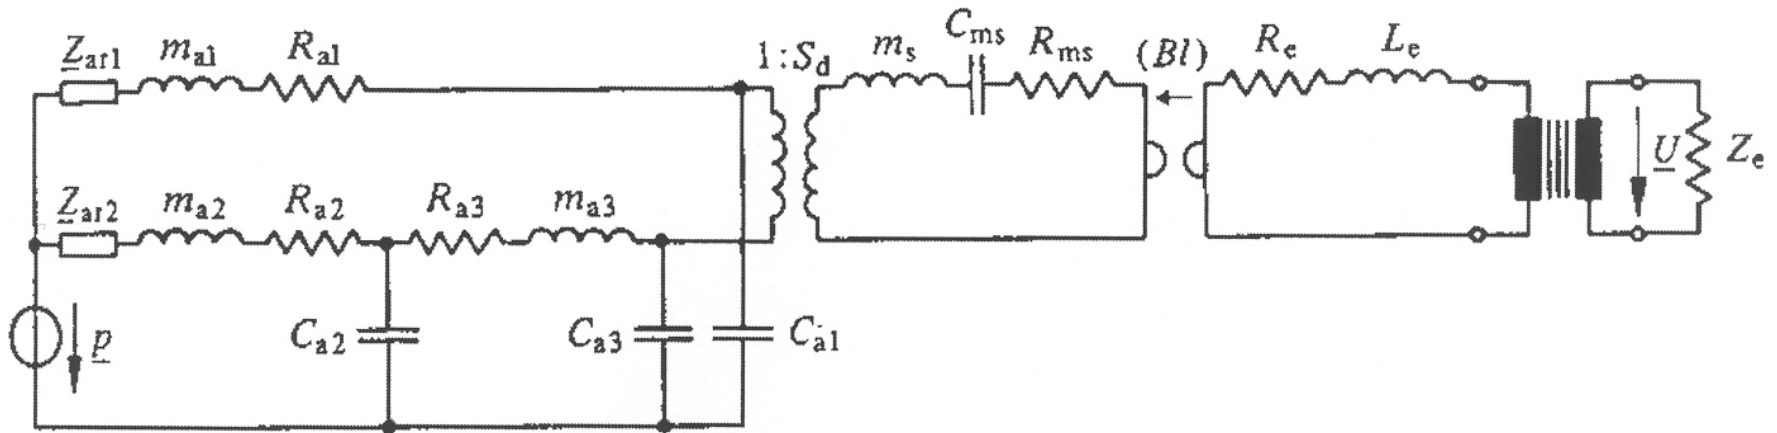 Z_ar1 m_a1 R_a1 1:S_d m_s C_ms R_ms (Bl) R_e L_e
Z_ar2 m_a2 R_a2 R_a3 m_a3 U Z_e
p C_a2 C_a3 C_a1